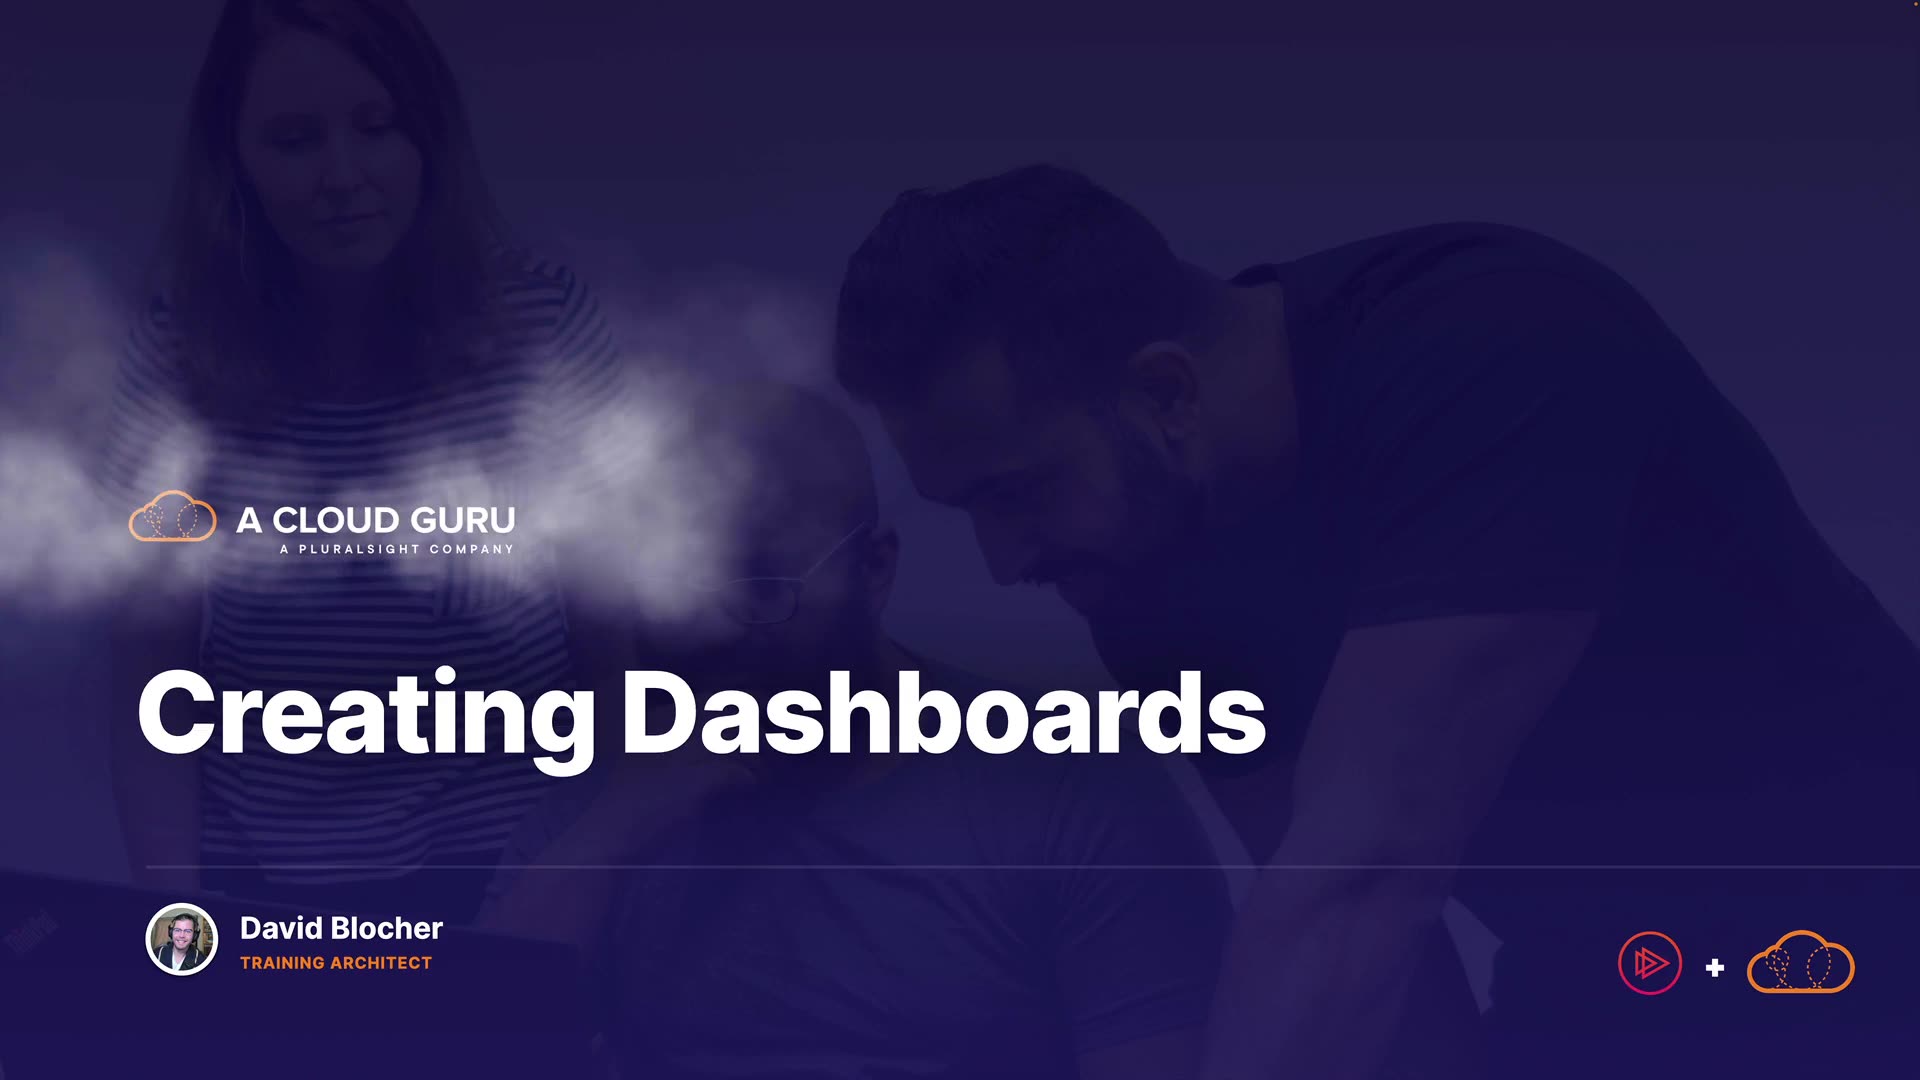 A CLOUD GURU
A PLURALSIGHT COMPANY
Creating Dashboards
David Blocher
TRAINING ARCHITECT